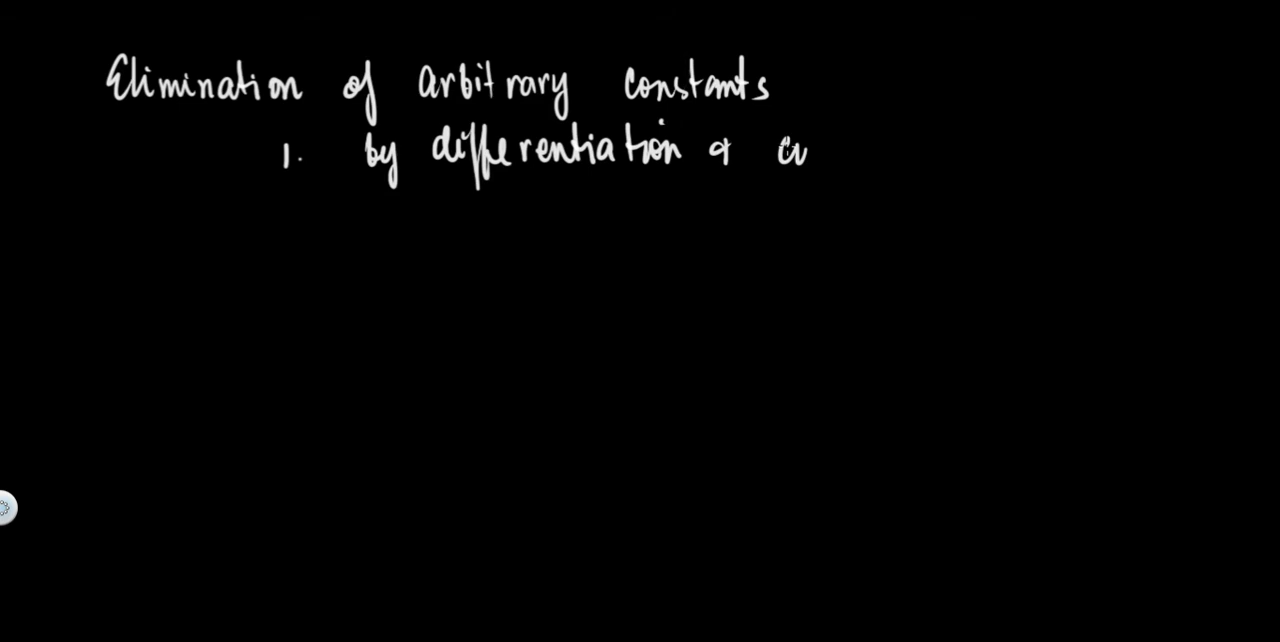 Elimination of arbitrary constants
1. by differentiation &